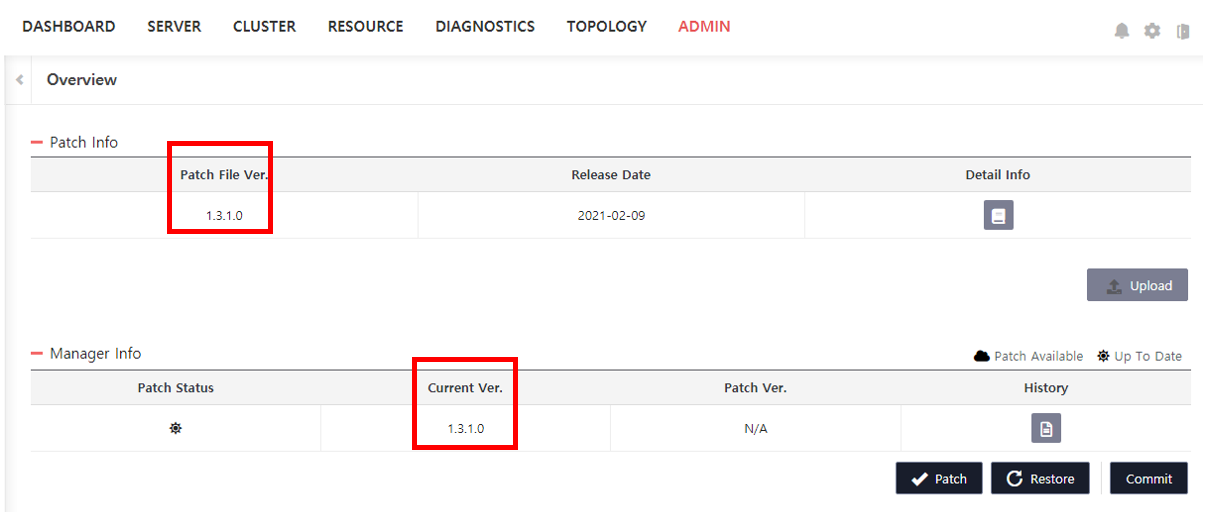 DASHBOARD SERVER CLUSTER RESOURCE DIAGNOSTICS TOPOLOGY ADMIN
Overview
Patch Info
Patch File Ver. Release Date Detail Info
1.3.1.0 2021-02-09
Upload
Manager Info Patch Available Up To Date
Patch Status Current Ver. Patch Ver. History
1.3.1.0 N/A
Patch Restore Commit